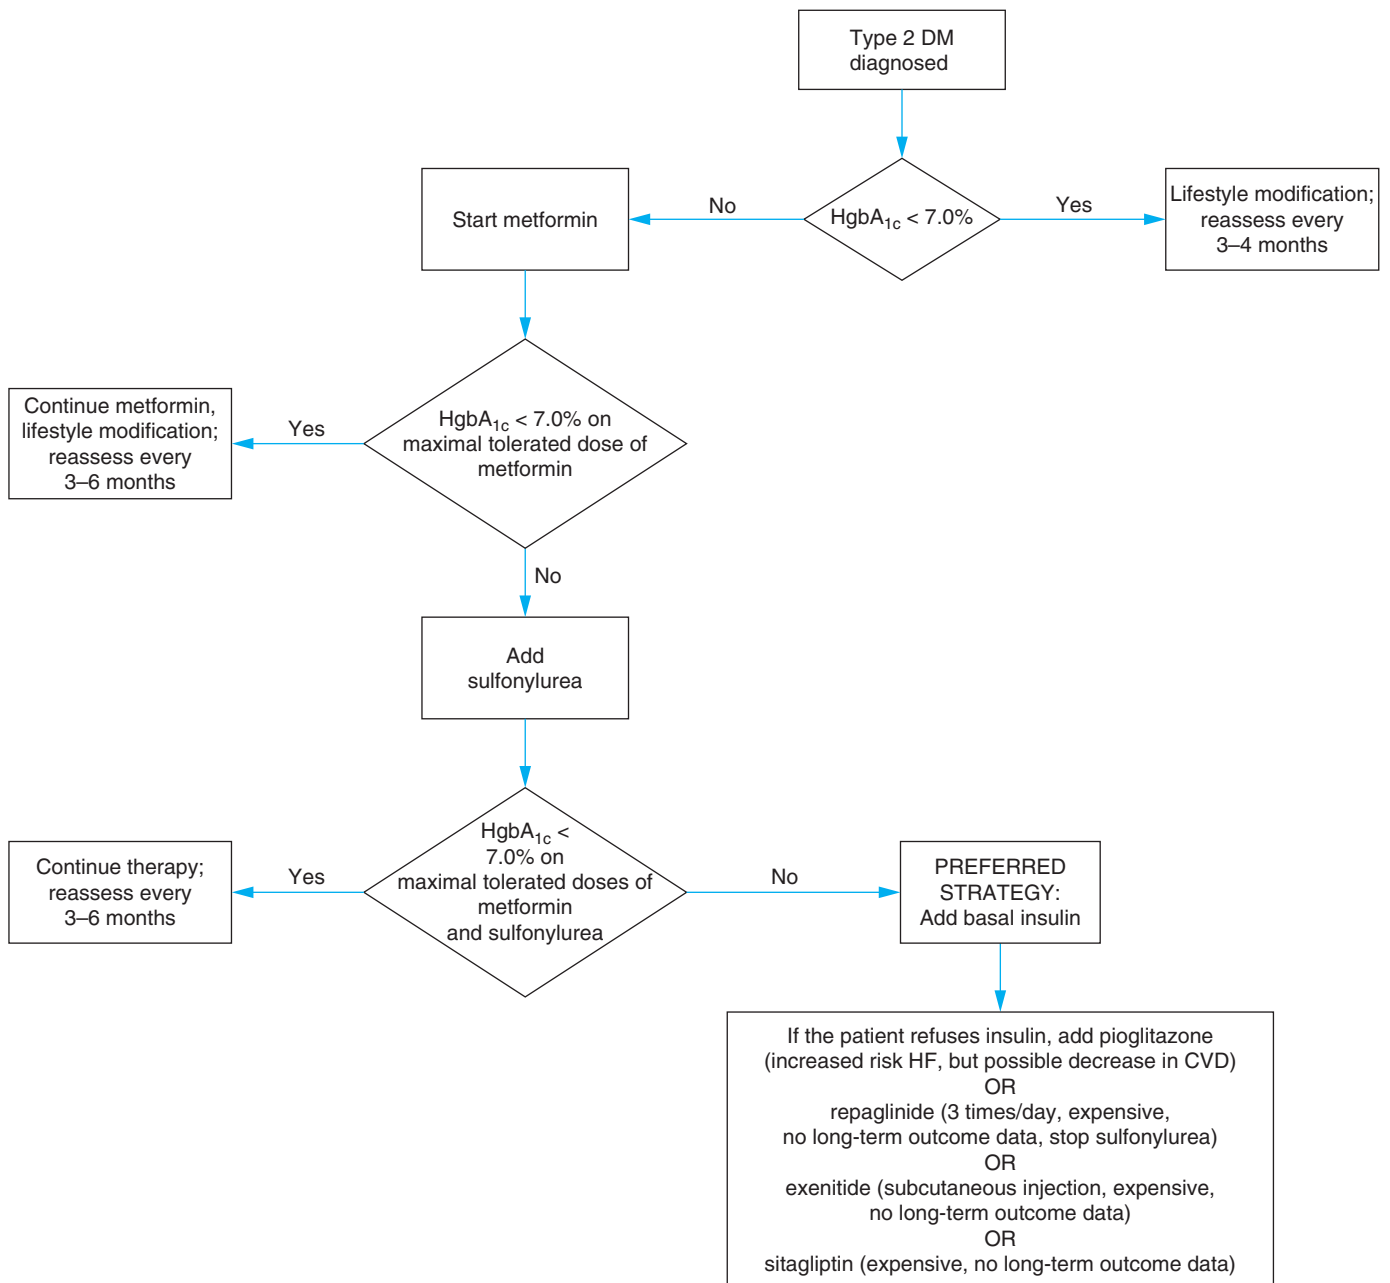 Type 2 DM
diagnosed
HgbA1c < 7.0%
No
Yes
Start metformin
Lifestyle modification;
reassess every
3–4 months
HgbA1c < 7.0% on
maximal tolerated dose of
metformin
Yes
Continue metformin,
lifestyle modification;
reassess every
3–6 months
No
Add
sulfonylurea
HgbA1c <
7.0% on
maximal tolerated doses of
metformin
and sulfonylurea
Yes
Continue therapy;
reassess every
3–6 months
No
PREFERRED
STRATEGY:
Add basal insulin
If the patient refuses insulin, add pioglitazone
(increased risk HF, but possible decrease in CVD)
OR
repaglinide (3 times/day, expensive,
no long-term outcome data, stop sulfonylurea)
OR
exenitide (subcutaneous injection, expensive,
no long-term outcome data)
OR
sitagliptin (expensive, no long-term outcome data)